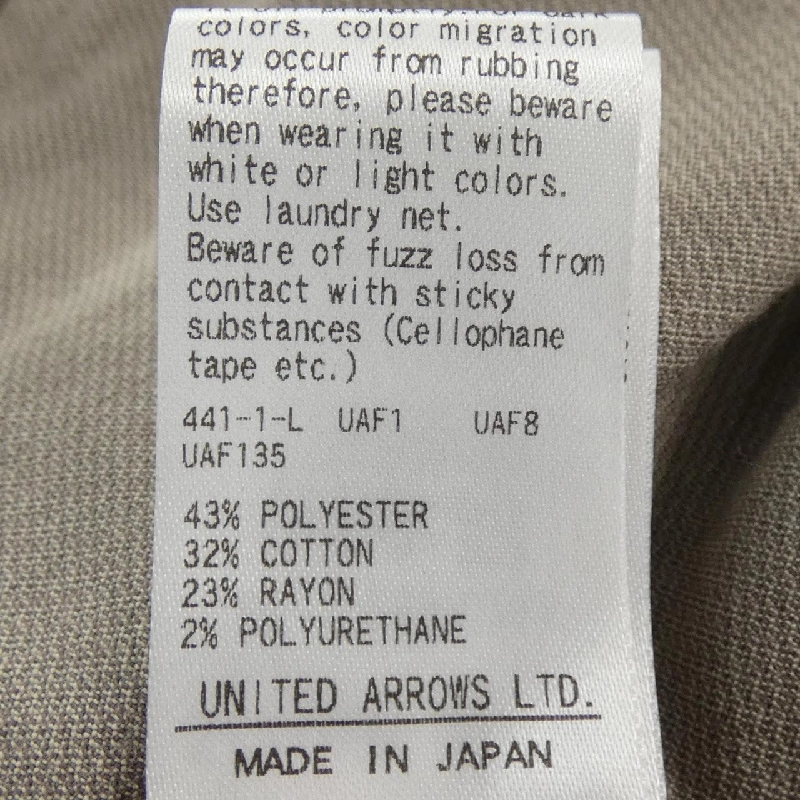 colors, color migration
may occur from rubbing
therefore, please beware
when wearing it with
white or light colors.
Use laundry net.
Beware of fuzz loss from
contact with sticky
substances (Cellophane
tape etc.)
441-1-L UAF1 UAF8
UAF135
43% POLYESTER
32% COTTON
23% RAYON
2% POLYURETHANE
UNITED ARROWS LTD.
MADE IN JAPAN